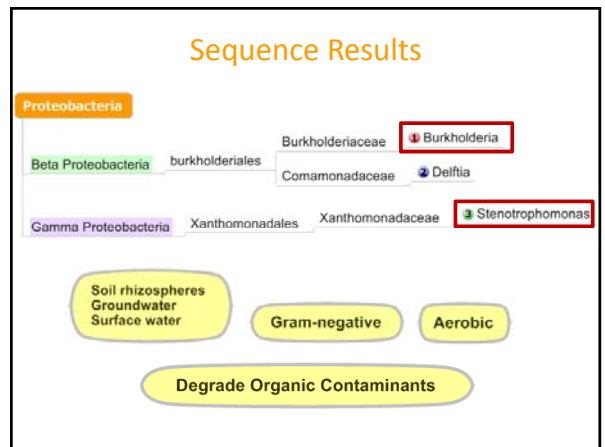 Sequence Results
Proteobacteria
Beta Proteobacteria
burkholderiales
Burkholderiaceae
1 Burkholderia
Comamonadaceae
2 Delftia
Gamma Proteobacteria
Xanthomonadales
Xanthomonadaceae
3 Stenotrophomonas
Soil rhizospheres
Groundwater
Surface water
Gram-negative
Aerobic
Degrade Organic Contaminants